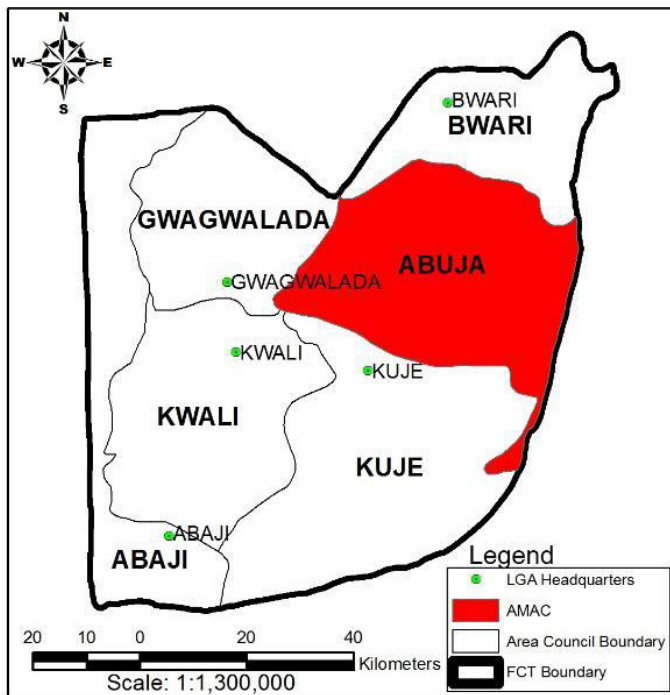 N
W E
S
BWARI
BWARI
GWAGWALADA
ABUJA
GWAGWALADA
KWALI
KUJE
KWALI
KUJE
ABAJI
ABAJI
Legend
LGA Headquarters
AMAC
Area Council Boundary
FCT Boundary
20 10 0 20 40
Kilometers
Scale: 1:1,300,000